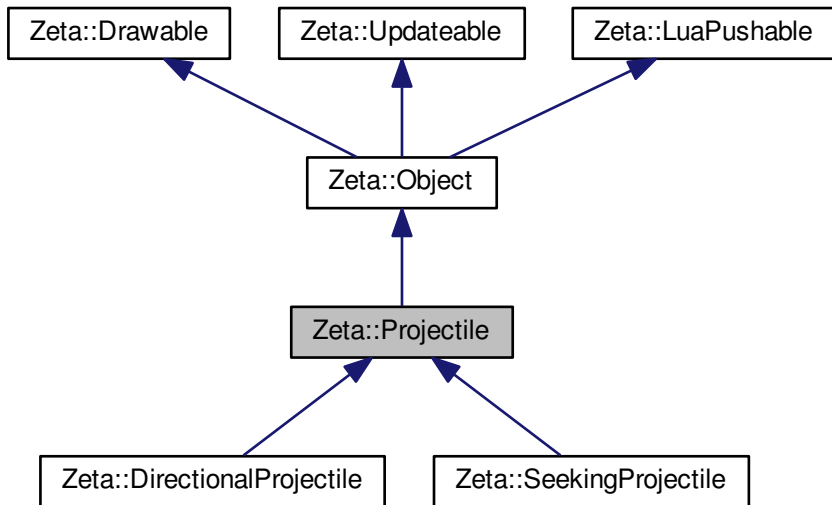 Zeta::Drawable
Zeta::Updateable
Zeta::LuaPushable
Zeta::Object
Zeta::Projectile
Zeta::DirectionalProjectile
Zeta::SeekingProjectile